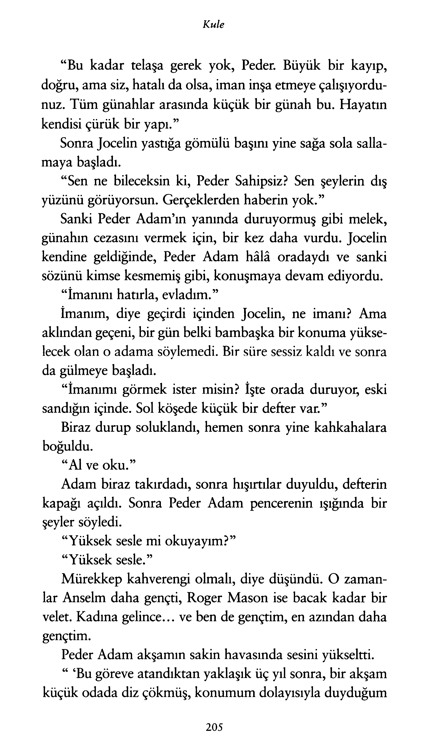 Kule
“Bu kadar telaşa gerek yok, Peder. Büyük bir kayıp,
doğru, ama siz, hatalı da olsa, iman inşa etmeye çalışıyordu-
nuz. Tüm günahlar arasında küçük bir günah bu. Hayatın
kendisi çürük bir yapı.”
Sonra Jocelin yastığa gömülü başını yine sağa sola salla-
maya başladı.
“Sen ne bileceksin ki, Peder Sahipsiz? Sen şeylerin dış
yüzünü görüyorsun. Gerçeklerden haberin yok.”
Sanki Peder Adam’ın yanında duruyormuş gibi melek,
günahın cezasını vermek için, bir kez daha vurdu. Jocelin
kendine geldiğinde, Peder Adam hâlâ oradaydı ve sanki
sözünü kimse kesmemiş gibi, konuşmaya devam ediyordu.
“İmanını hatırla, evladım.”
İmanım, diye geçirdi içinden Jocelin, ne imanı? Ama
aklından geçeni, bir gün belki bambaşka bir konuma yükse-
lecek olan o adama söylemedi. Bir süre sessiz kaldı ve sonra
da gülmeye başladı.
“İmanımı görmek ister misin? İşte orada duruyor, eski
sandığın içinde. Sol köşede küçük bir defter var.”
Biraz durup soluklandı, hemen sonra yine kahkahalara
boğuldu.
“Al ve oku.”
Adam biraz takırdadı, sonra hışırtılar duyuldu, defterin
kapağı açıldı. Sonra Peder Adam pencerenin ışığında bir
şeyler söyledi.
“Yüksek sesle mi okuyayım?”
“Yüksek sesle.”
Mürekkep kahverengi olmalı, diye düşündü. O zaman-
lar Anselm daha gençti, Roger Mason ise bacak kadar bir
velet. Kadına gelince... ve ben de gençtim, en azından daha
gençtim.
Peder Adam akşamın sakin havasında sesini yükseltti.
“ ‘Bu göreve atandıktan yaklaşık üç yıl sonra, bir akşam
küçük odada diz çökmüş, konumum dolayısıyla duyduğum
205